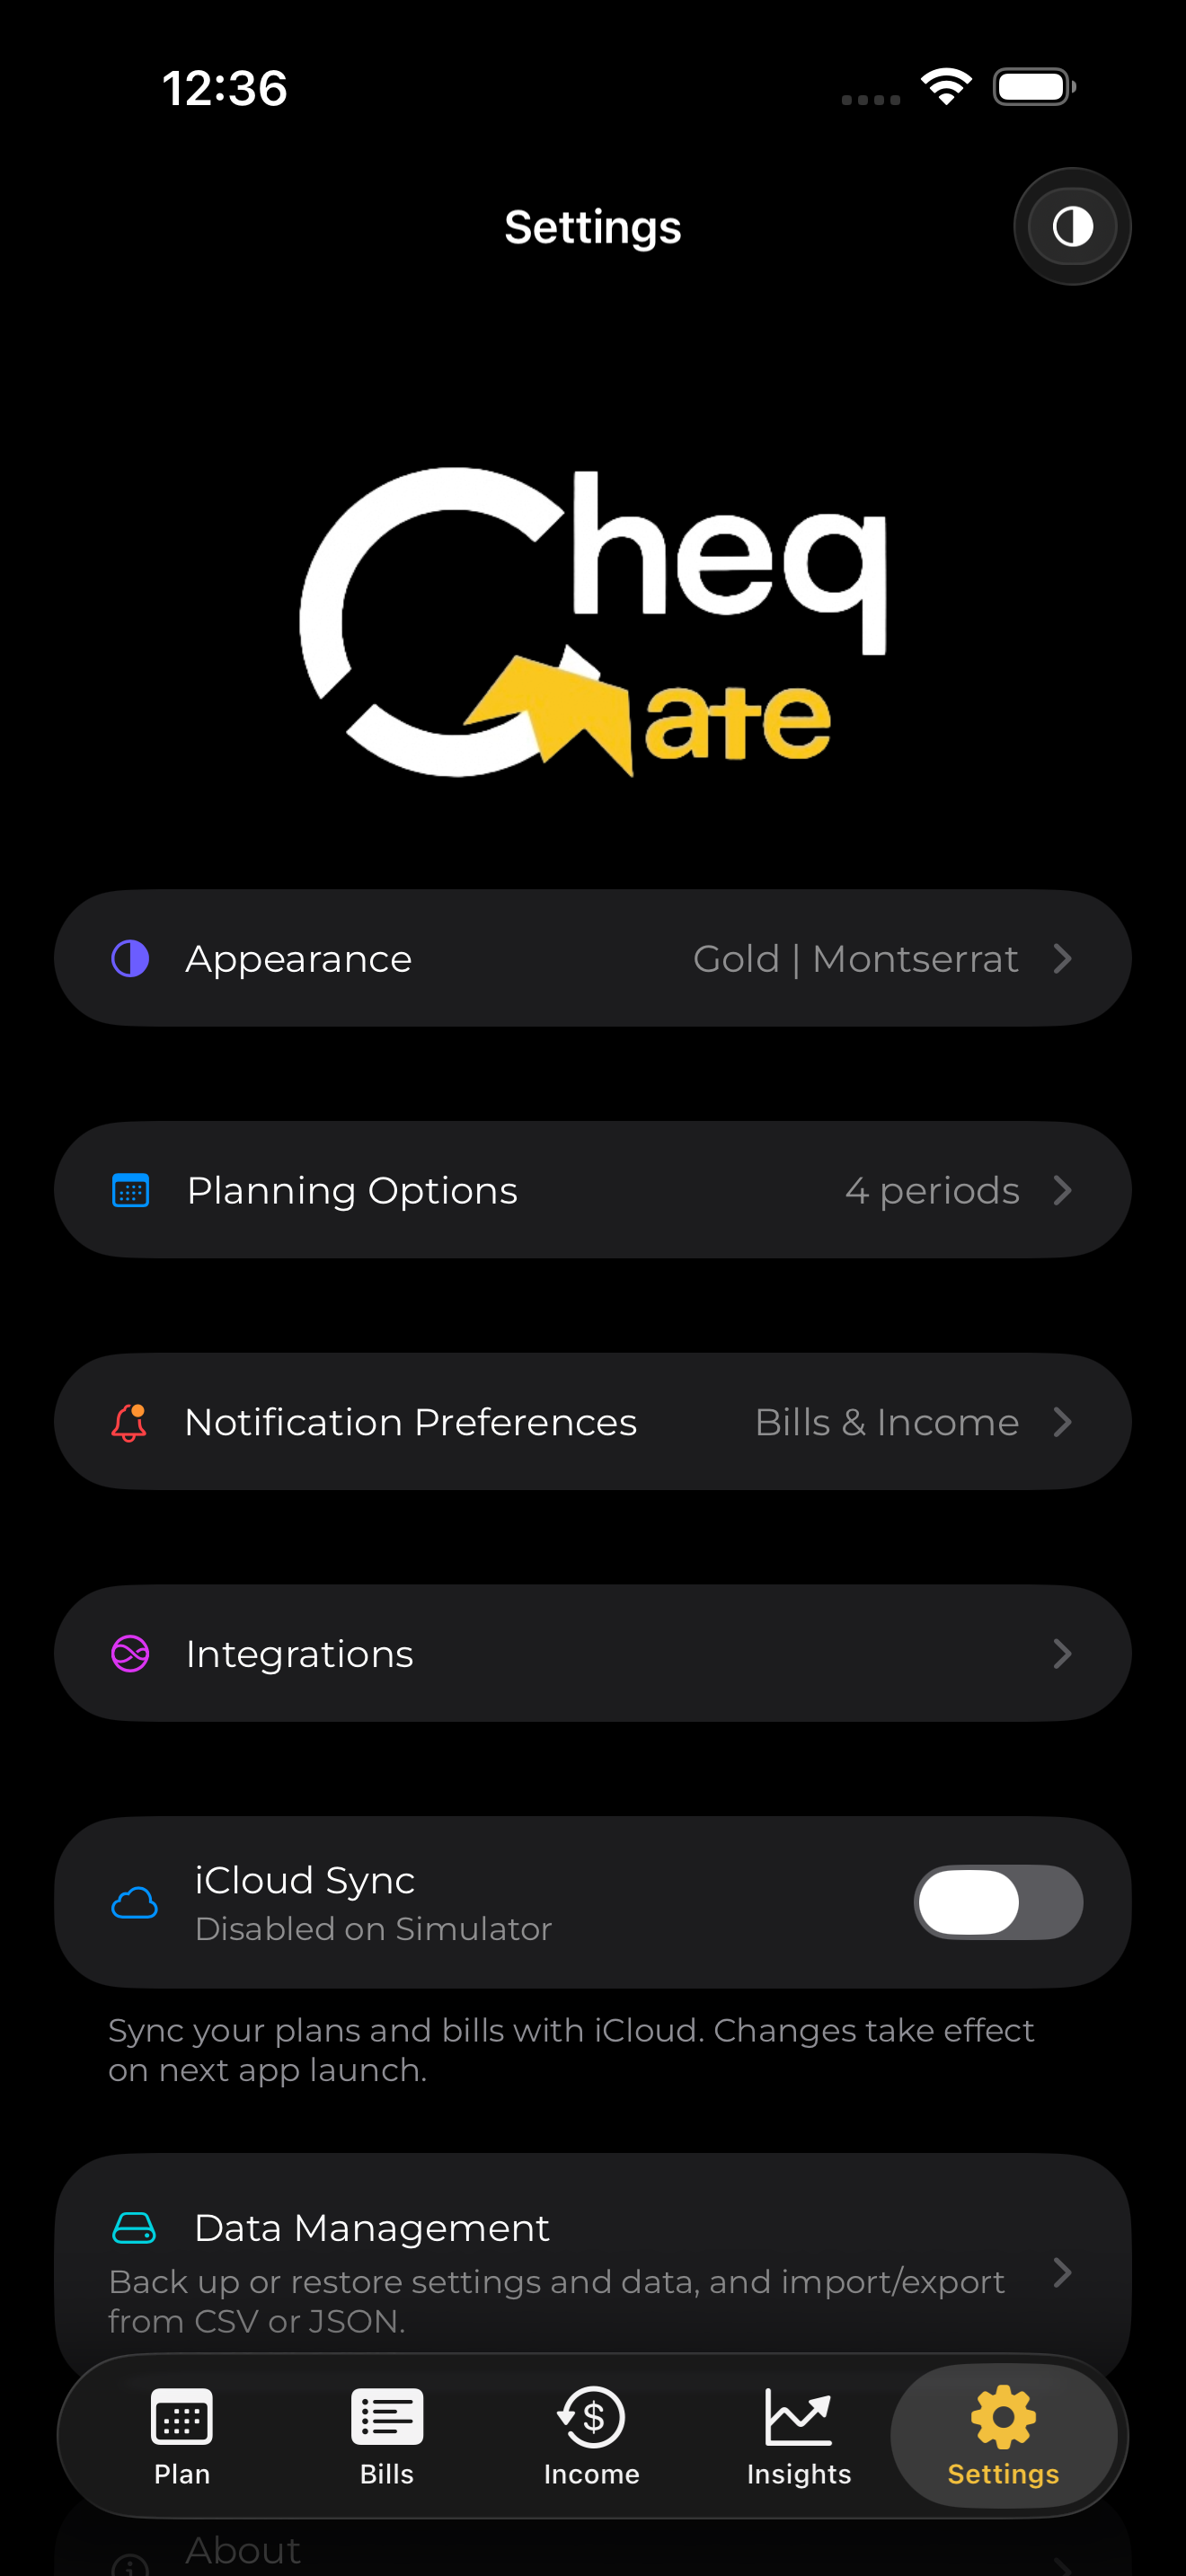 12:36
Settings
Cheq
ate
Appearance
Gold | Montserrat
Planning Options
4 periods
Notification Preferences
Bills & Income
Integrations
iCloud Sync
Disabled on Simulator
Sync your plans and bills with iCloud. Changes take effect
on next app launch.
Data Management
Back up or restore settings and data, and import/export
from CSV or JSON.
$
Plan
Bills
Income
Insights
Settings
About